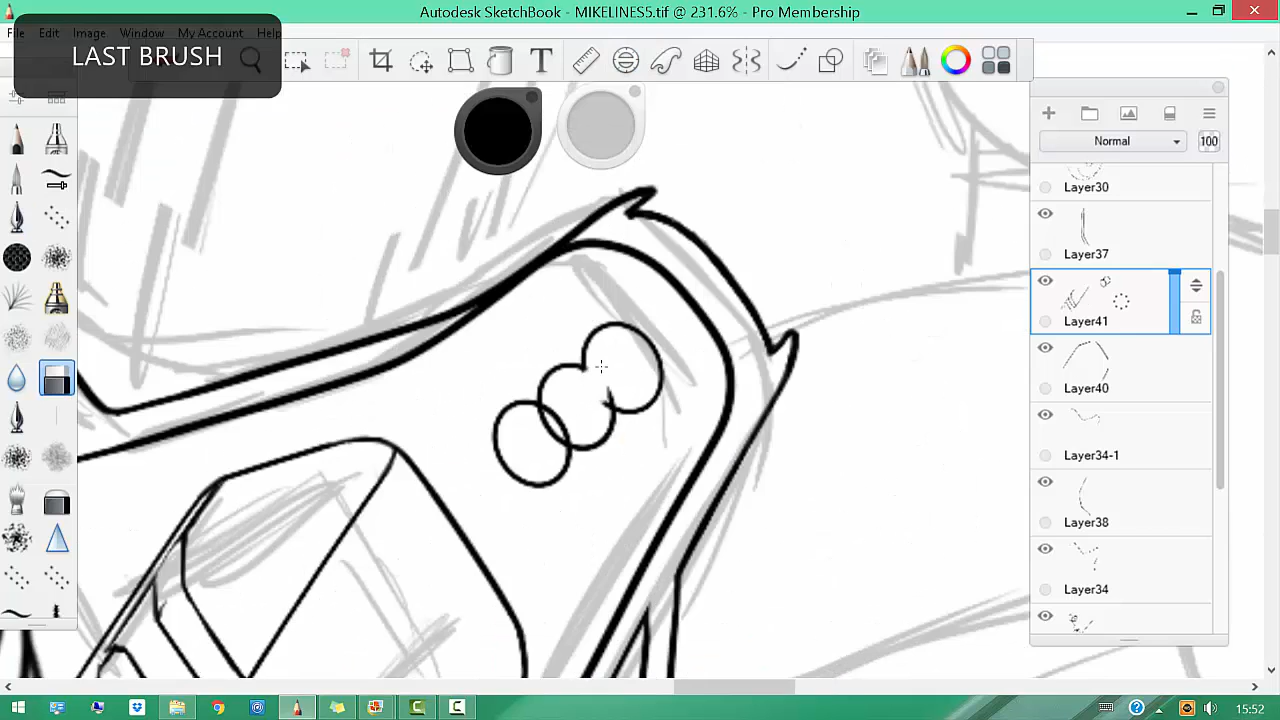 Autodesk SketchBook - MIKELINES5.tif @ 231.6% - Pro Membership
File Edit Image Window My Account Help
LAST BRUSH
T
Normal
100
Layer30
Layer37
Layer41
Layer40
Layer34-1
Layer38
Layer34
15:52